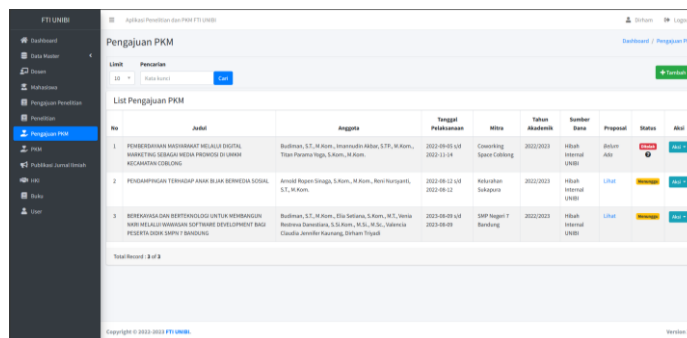 FTI UNIBI
Aplikasi Penelitian dan PKM FTI UNIBI
Dirham
Logo
Dashboard
Data Master
Dosen
Mahasiswa
Pengajuan Penelitian
Penelitian
Pengajuan PKM
PKM
Publikasi Jurnal Ilmiah
HKI
Buku
User
Pengajuan PKM
Dashboard / Pengajuan P
Limit
Pencarian
10
Kata kunci
Cari
+Tambah
List Pengajuan PKM
No
Judul
Anggota
Tanggal
Pelaksanaan
Mitra
Tahun
Akademik
Sumber
Dana
Proposal
Status
Aksi
1
PEMBERDAYAAN MASYARAKAT MELALUI DIGITAL
MARKETING SEBAGAI MEDIA PROMOSI DI UMKM
KECAMATAN COBLONG
Budiman, S.T., M.Kom., Imannudin Akbar, S.TP., M.Kom.,
Titan Parama Yoga, S.Kom., M.Kom.
2022-09-05 s/d
2022-11-14
Coworking
Space Coblong
2022/2023
Hibah
Internal
UNIBI
Belum
Ada
Ditolak
Aksi
2
PENDAMPINGAN TERHADAP ANAK BIJAK BERMEDIA SOSIAL
Arnold Ropen Sinaga, S.Kom., M.Kom., Reni Nursyanti,
S.T., M.Kom.
2022-08-12 s/d
2022-08-12
Kelurahan
Sukapura
2022/2023
Hibah
Internal
UNIBI
Lihat
Menunggu
Aksi
3
BEREKAYASA DAN BERTEKNOLOGI UNTUK MEMBANGUN
NKRI MELALUI WAWASAN SOFTWARE DEVELOPMENT BAGI
PESERTA DIDIK SMPN 7 BANDUNG
Budiman, S.T., M.Kom., Elia Setiana, S.Kom., M.T., Venia
Restreva Danestiara, S.Si.Kom., M.Si., M.Sc., Valencia
Claudia Jennifer Kaunang, Dirham Triyadi
2023-08-09 s/d
2023-08-09
SMP Negeri 7
Bandung
2022/2023
Hibah
Internal
UNIBI
Lihat
Menunggu
Aksi
Total Record : 3 of 3
Copyright © 2022-2023 FTI UNIBI.
Version